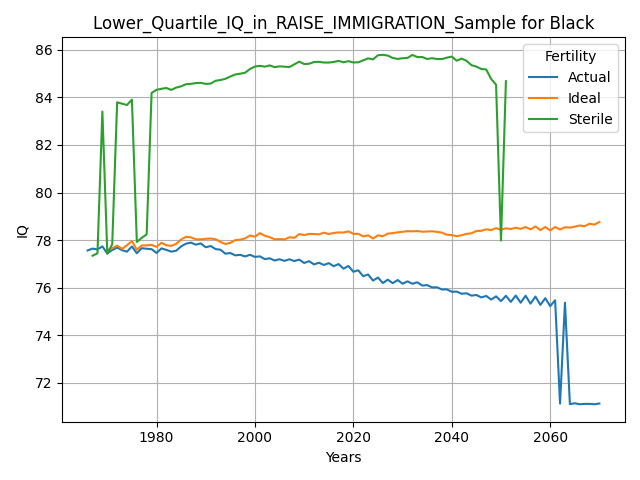 Lower_Quartile_IQ_in_RAISE_IMMIGRATION_Sample for Black
Fertility
Actual
Ideal
Sterile
IQ
86
84
82
80
78
76
74
72
1980
2000
2020
2040
2060
Years